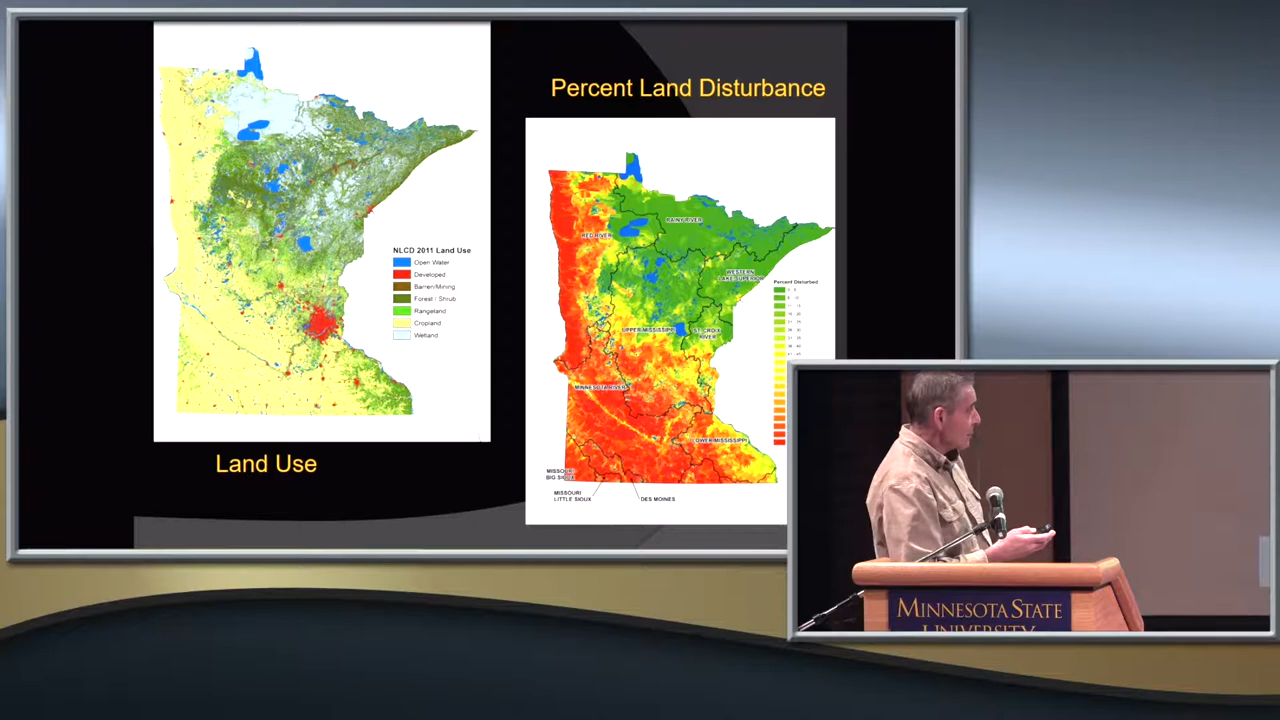 Percent Land Disturbance
NLCD 2011 Land Use
Open Water
Developed
Barren/Mining
Forest / Shrub
Rangeland
Cropland
Wetland
Land Use
RAINY RIVER
RED RIVER
WESTERN
LAKE SUPERIOR
Percent Disturbed
UPPER MISSISSIPPI
ST. CROIX
RIVER
MINNESOTA RIVER
LOWER MISSISSIPPI
MISSOURI
BIG SIOUX
MISSOURI
LITTLE SIOUX
DES MOINES
MINNESOTA STATE
UNIVERSITY